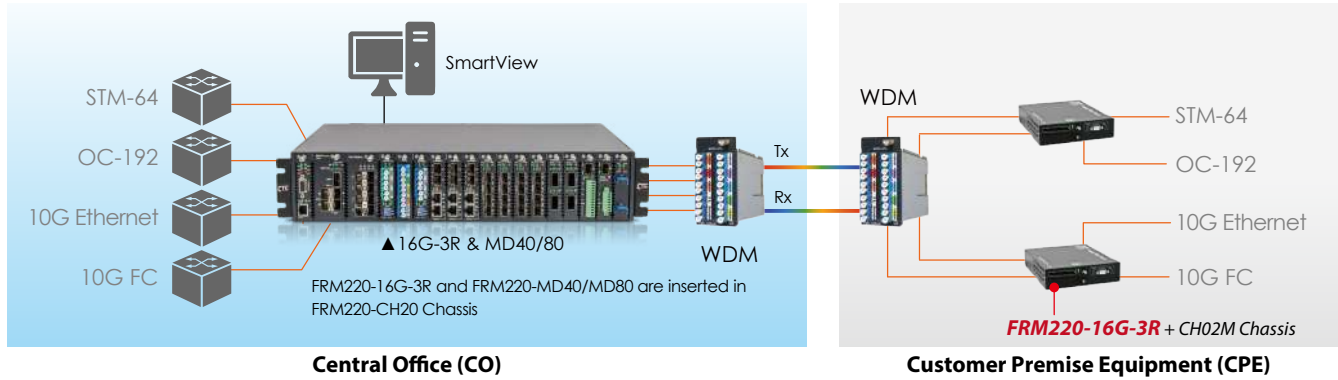 SmartView
STM-64
OC-192
10G Ethernet
10G FC
CTC
▲16G-3R & MD40/80
FRM220-16G-3R and FRM220-MD40/MD80 are inserted in
FRM220-CH20 Chassis
WDM
Tx
Rx
WDM
STM-64
OC-192
10G Ethernet
10G FC
FRM220-16G-3R + CH02M Chassis
Central Office (CO)
Customer Premise Equipment (CPE)